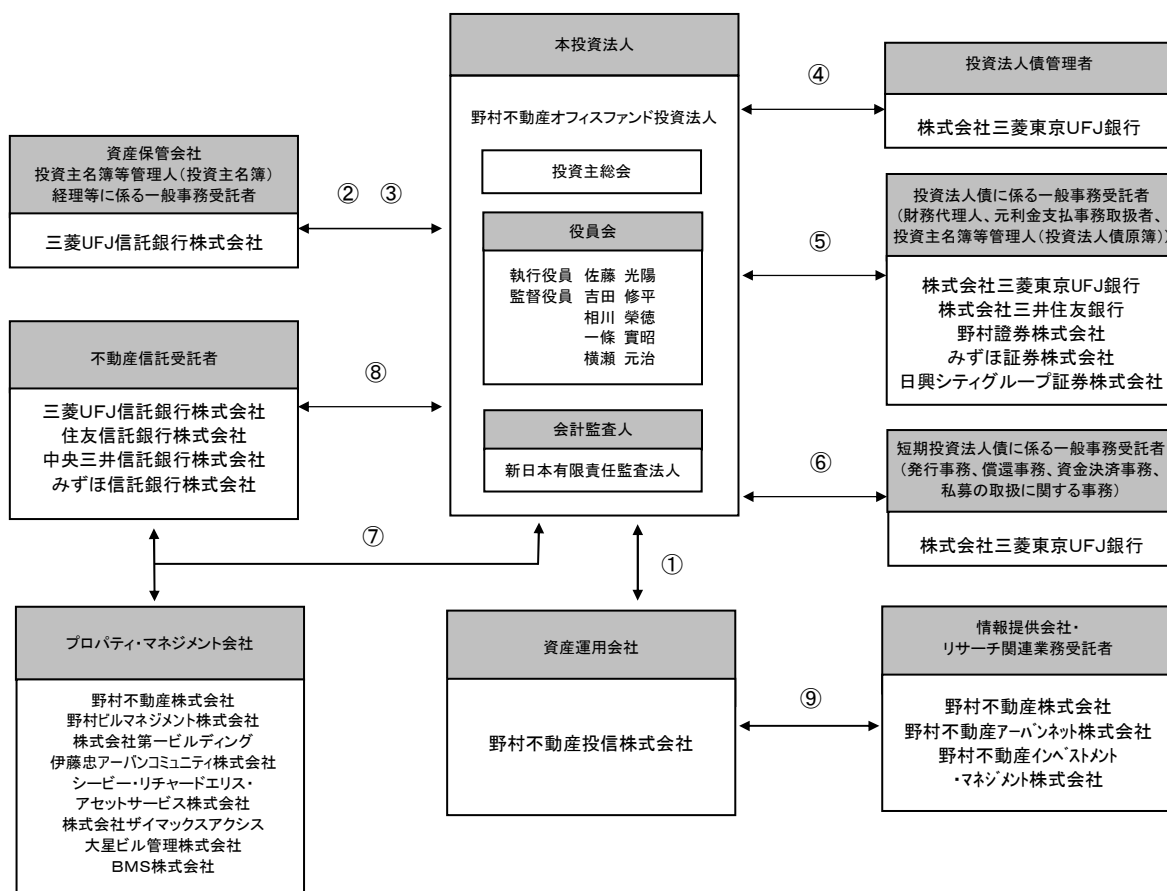 本投資法人
野村不動産オフィスファンド投資法人
投資主総会
役員会
執行役員 佐藤 光陽
監督役員 吉田 修平
相川 榮徳
一條 實昭
横瀬 元治
会計監査人
新日本有限責任監査法人
資産保管会社
投資主名簿等管理人(投資主名簿)
経理等に係る一般事務受託者
三菱UFJ信託銀行株式会社
② ③
不動産信託受託者
三菱UFJ信託銀行株式会社
住友信託銀行株式会社
中央三井信託銀行株式会社
みずほ信託銀行株式会社
⑧
④
投資法人債管理者
株式会社三菱東京UFJ銀行
⑤
投資法人債に係る一般事務受託者
(財務代理人、元利金支払事務取扱者、
投資主名簿等管理人(投資法人債原簿))
株式会社三菱東京UFJ銀行
株式会社三井住友銀行
野村證券株式会社
みずほ証券株式会社
日興シティグループ証券株式会社
⑥
短期投資法人債に係る一般事務受託者
(発行事務、償還事務、資金決済事務、
私募の取扱に関する事務)
株式会社三菱東京UFJ銀行
⑦
①
プロパティ・マネジメント会社
野村不動産株式会社
野村ビルマネジメント株式会社
株式会社第一ビルディング
伊藤忠アーバンコミュニティ株式会社
シービー・リチャードエリス・
アセットサービス株式会社
株式会社ザイマックスアクシス
大星ビル管理株式会社
BMS株式会社
資産運用会社
野村不動産投信株式会社
⑨
情報提供会社・
リサーチ関連業務受託者
野村不動産株式会社
野村不動産アーバンネット株式会社
野村不動産インベストメント
・マネジメント株式会社